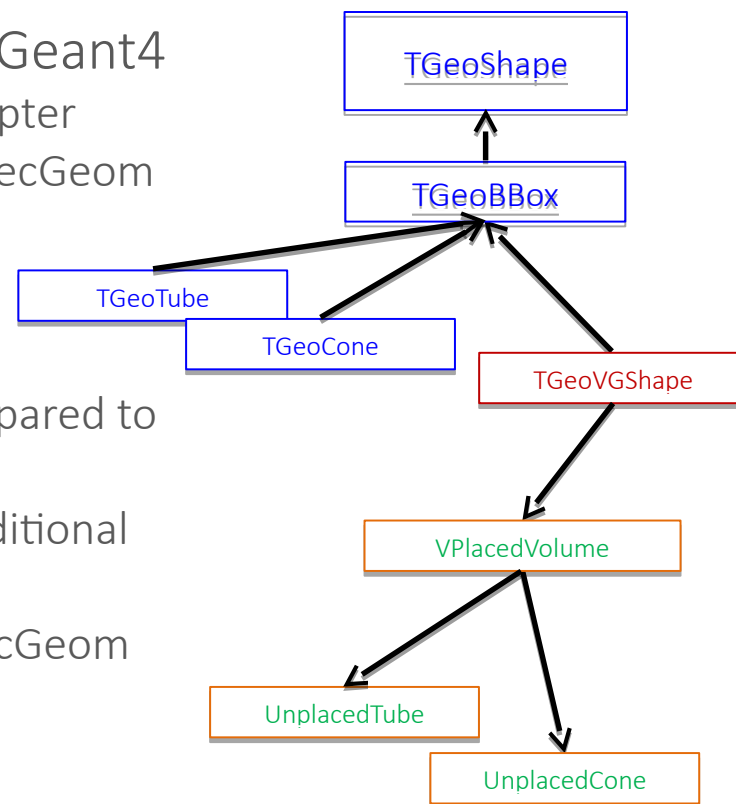 Geant4
pter
ecGeom
pared to
ditional
cGeom
TGeoShape
TGeoBBox
TGeoTube
TGeoCone
TGeoVGShape
VPlacedVolume
UnplacedTube
UnplacedCone